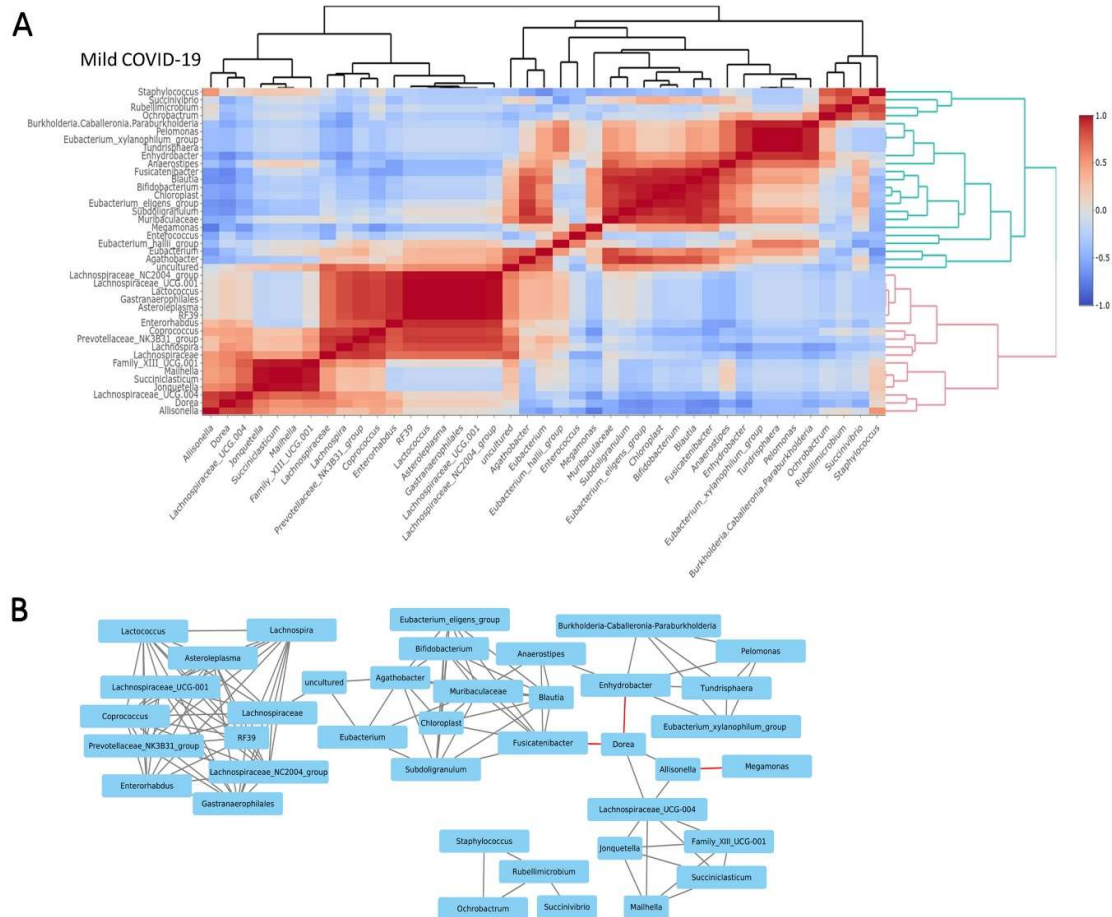 A
Mild COVID-19
Staphylococcus
Succinivibrio
Rubellimicrobium
Ochrobactrum
Burkholderia.Caballeronia.Paraburkholderia
Pelomonas
Eubacterium_xylanophilum_group
Tundrisphaera
Enhydrobacter
Anaerostipes
Fusicatenibacter
Blautia
Bifidobacterium
Chloroplast
Eubacterium_eligens_group
Subdoligranulum
Muribaculaceae
Megamonas
Enterococcus
Eubacterium_hallii_group
Eubacterium
Agathobacter
uncultured
Lachnospiraceae_NC2004_group
Lachnospiraceae_UCG.001
Lactococcus
Gastranaerophilales
Asteroleplasma
RF39
Enterorhabdus
Coprococcus
Prevotellaceae_NK3B31_group
Lachnospira
Lachnospiraceae
Family_XIII_UCG.001
Mailhella
Succiniclasticum
Jonquetella
Lachnospiraceae_UCG.004
Dorea
Allisonella
1.0
0.5
0.0
-0.5
-1.0
Allisonella
Dorea
Lachnospiraceae_UCG.004
Jonquetella
Succiniclasticum
Mailhella
Family_XIII_UCG.001
Lachnospiraceae
Lachnospira
Prevotellaceae_NK3B31_group
Coprococcus
Enterorhabdus
RF39
Lactococcus
Asteroleplasma
Gastranaerophilales
Lachnospiraceae_UCG.001
Lachnospiraceae_NC2004_group
uncultured
Agathobacter
Eubacterium
Eubacterium_hallii_group
Enterococcus
Megamonas
Muribaculaceae
Subdoligranulum
Eubacterium_eligens_group
Chloroplast
Bifidobacterium
Blautia
Fusicatenibacter
Anaerostipes
Enhydrobacter
Eubacterium_xylanophilum_group
Tundrisphaera
Pelomonas
Burkholderia.Caballeronia.Paraburkholderia
Ochrobactrum
Rubellimicrobium
Succinivibrio
Staphylococcus
B
Lactococcus
Lachnospira
Asteroleplasma
Lachnospiraceae_UCG-001
Coprococcus
Lachnospiraceae
Prevotellaceae_NK3B31_group
RF39
Enterorhabdus
Lachnospiraceae_NC2004_group
Gastranaerophilales
uncultured
Eubacterium
Eubacterium_eligens_group
Bifidobacterium
Agathobacter
Muribaculaceae
Chloroplast
Subdoligranulum
Anaerostipes
Blautia
Fusicatenibacter
Burkholderia-Caballeronia-Paraburkholderia
Pelomonas
Enhydrobacter
Tundrisphaera
Eubacterium_xylanophilum_group
Dorea
Allisonella
Megamonas
Lachnospiraceae_UCG-004
Jonquetella
Family_XIII_UCG-001
Succiniclasticum
Mailhella
Staphylococcus
Rubellimicrobium
Ochrobactrum
Succinivibrio